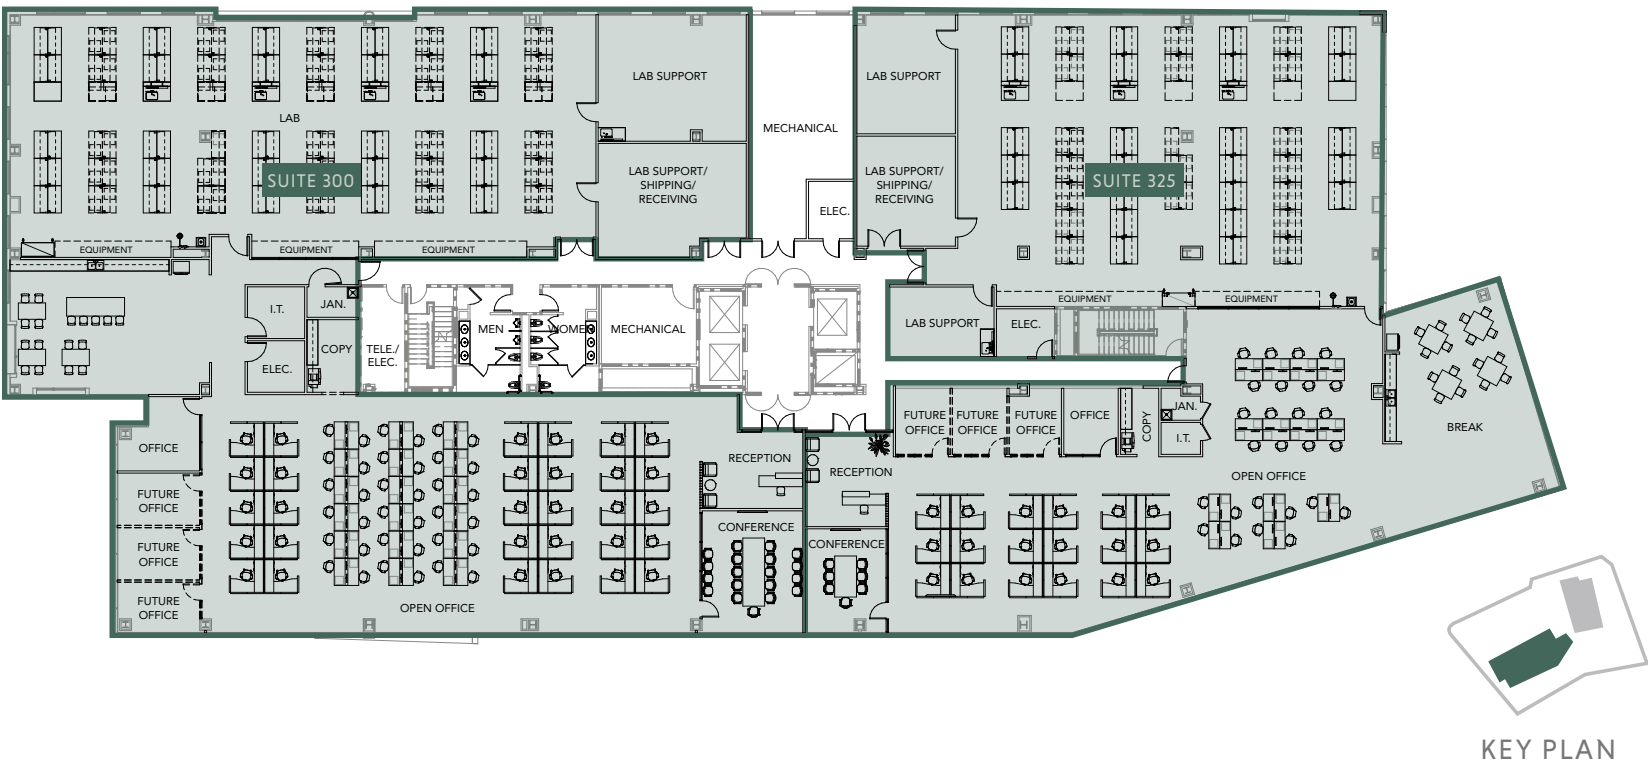 LAB SUPPORT
LAB
MECHANICAL
LAB SUPPORT
SUITE 300
LAB SUPPORT/
SHIPPING/
RECEIVING
ELEC.
LAB SUPPORT/
SHIPPING/
RECEIVING
SUITE 325
EQUIPMENT
EQUIPMENT
EQUIPMENT
I.T.
JAN.
COPY
ELEC.
TELE./
ELEC.
MEN
WOMEN
MECHANICAL
LAB SUPPORT
ELEC.
EQUIPMENT
EQUIPMENT
OFFICE
FUTURE
OFFICE
FUTURE
OFFICE
FUTURE
OFFICE
OPEN OFFICE
RECEPTION
CONFERENCE
RECEPTION
CONFERENCE
FUTURE
OFFICE
FUTURE
OFFICE
FUTURE
OFFICE
OFFICE
COPY
JAN.
I.T.
OPEN OFFICE
BREAK
KEY PLAN